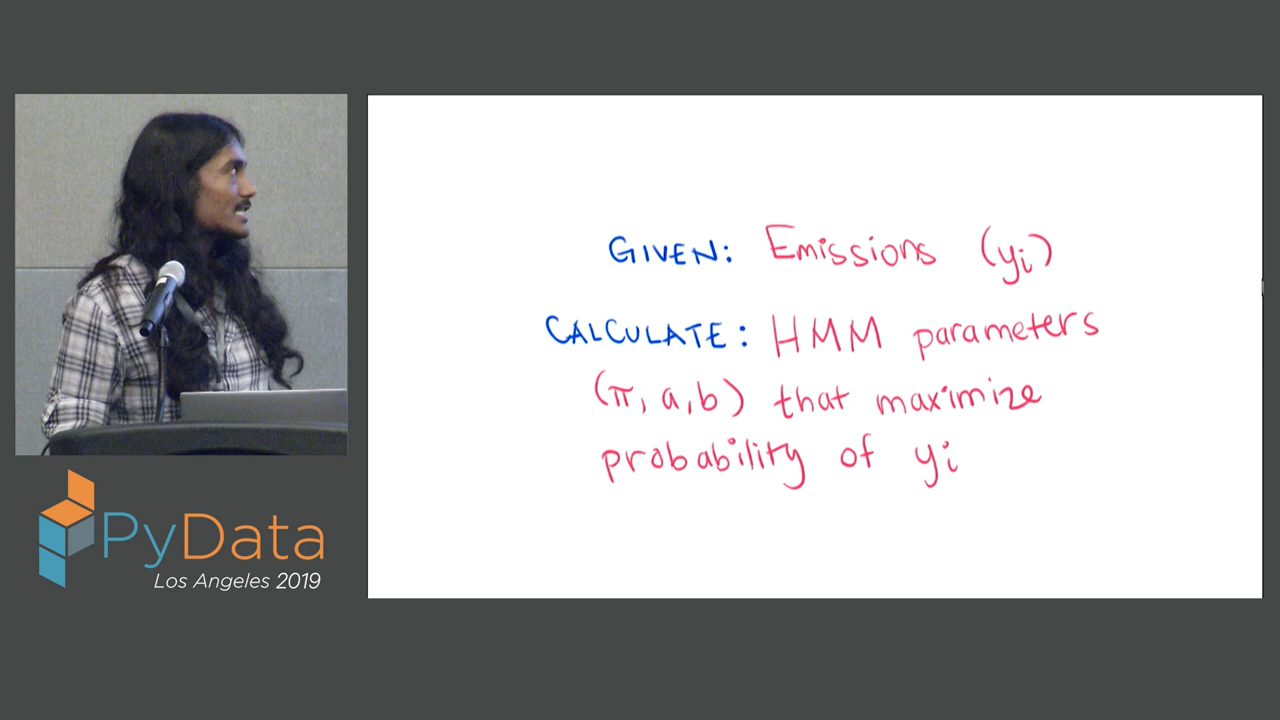 GIVEN: Emissions (yi)
CALCULATE: HMM parameters
(π, a, b) that maximize
probability of yi
PyData
Los Angeles 2019